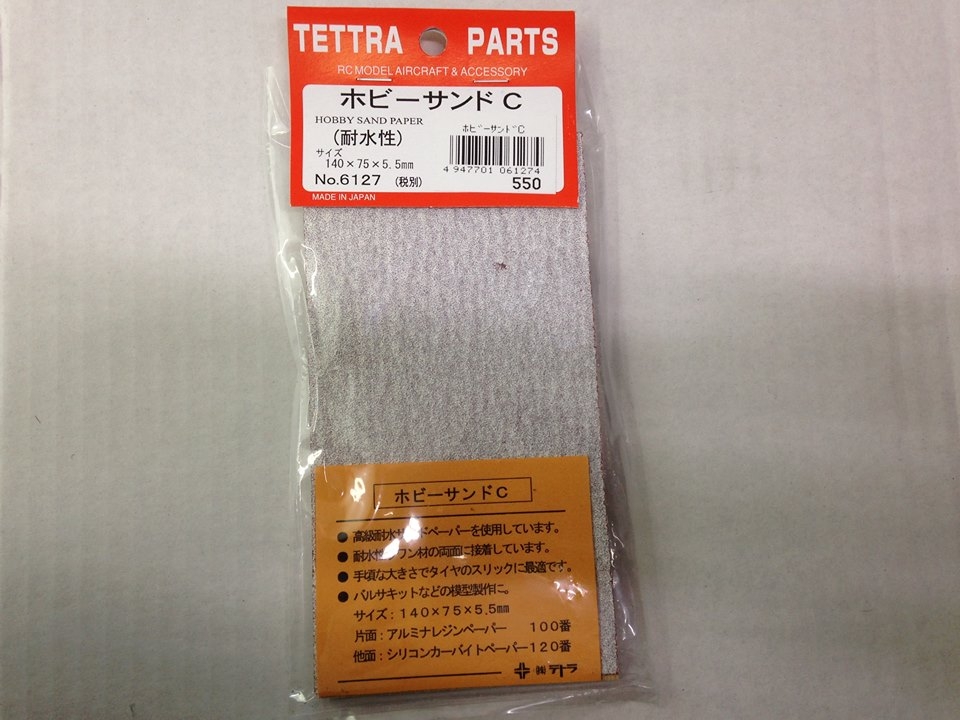 TETTRA PARTS
RC MODEL AIRCRAFT & ACCESSORY
ホビーサンド C
HOBBY SAND PAPER
(耐水性)
サイズ
140×75×5.5mm
No.6127 (税別)
ホビーサンドC
4 947701 061274
550
MADE IN JAPAN
ホビーサンドC
● 高級耐水サンドペーパーを使用しています。
● 耐水性 ワン材の両面に接着しています。
● 手頃な大きさでタイヤのスリックに最適です。
● バルサキットなどの模型製作に。
サイズ:140×75×5.5mm
片面:アルミナレジンペーパー 100番
他面:シリコンカーバイトペーパー120番
㈱テトラ